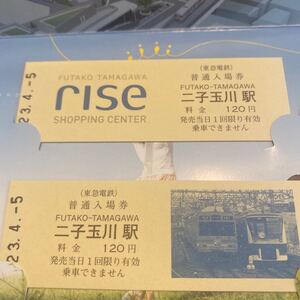 23.4.-5
FUTAKO TAMAGAWA
rise
SHOPPING CENTER
(東急電鉄)
普通入場券
FUTAKO-TAMAGAWA
二子玉川駅
料金 120円
発売当日1回限り有効
乗車できません
23.4.-5
(東急電鉄)
普通入場券
FUTAKO-TAMAGAWA
二子玉川駅
料金 120円
発売当日1回限り有効
乗車できません